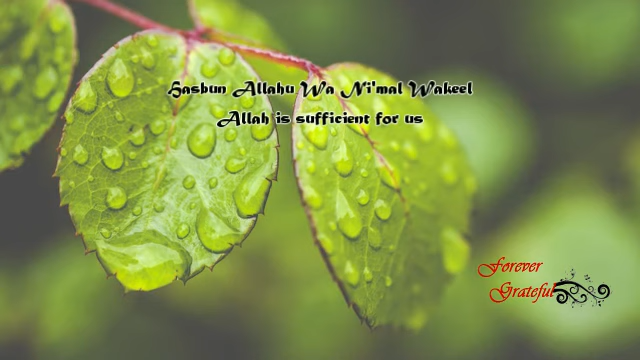 Hasbun Allahu Wa Ni'mal Wakeel
Allah is sufficient for us
Forever
Grateful